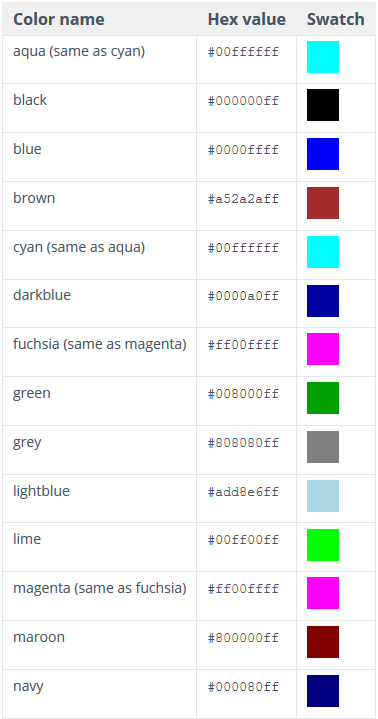 Color name Hex value Swatch
aqua (same as cyan) #00ffffff
black #000000ff
blue #0000ffff
brown #a52a2aff
cyan (same as aqua) #00ffffff
darkblue #0000a0ff
fuchsia (same as magenta) #ff00ffff
green #008000ff
grey #808080ff
lightblue #add8e6ff
lime #00ff00ff
magenta (same as fuchsia) #ff00ffff
maroon #800000ff
navy #000080ff